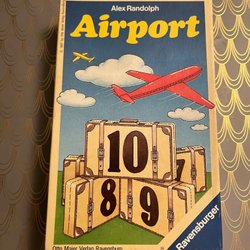 Alex Randolph
Airport
10
8
9
7
Ravensburger
Otto Maier Verlag Ravensburg